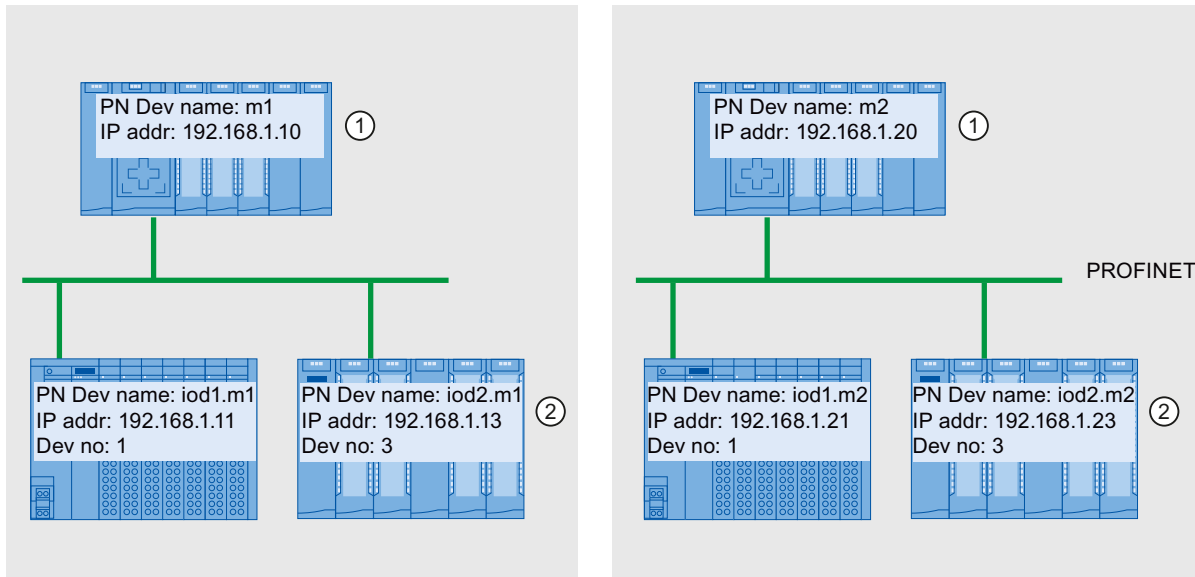 PN Dev name: m1
IP addr: 192.168.1.10
①
PN Dev name: iod1.m1
IP addr: 192.168.1.11
Dev no: 1
PN Dev name: iod2.m1
IP addr: 192.168.1.13
Dev no: 3
②
PN Dev name: m2
IP addr: 192.168.1.20
①
PROFINET
PN Dev name: iod1.m2
IP addr: 192.168.1.21
Dev no: 1
PN Dev name: iod2.m2
IP addr: 192.168.1.23
Dev no: 3
②